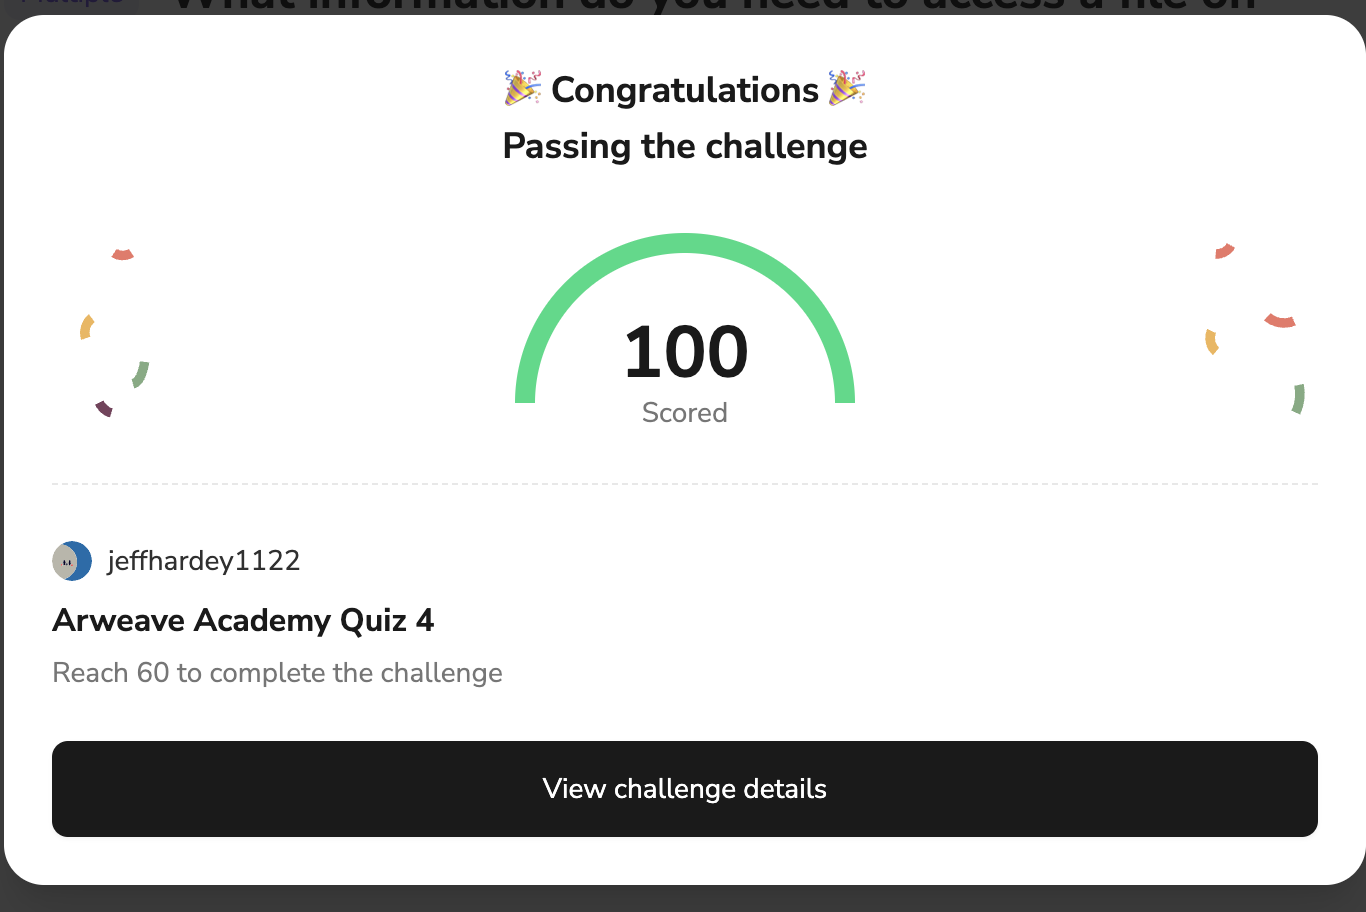 What information do you need to access a file on
🎉 Congratulations 🎉
Passing the challenge
100
Scored
jeffhardey1122
Arweave Academy Quiz 4
Reach 60 to complete the challenge
View challenge details